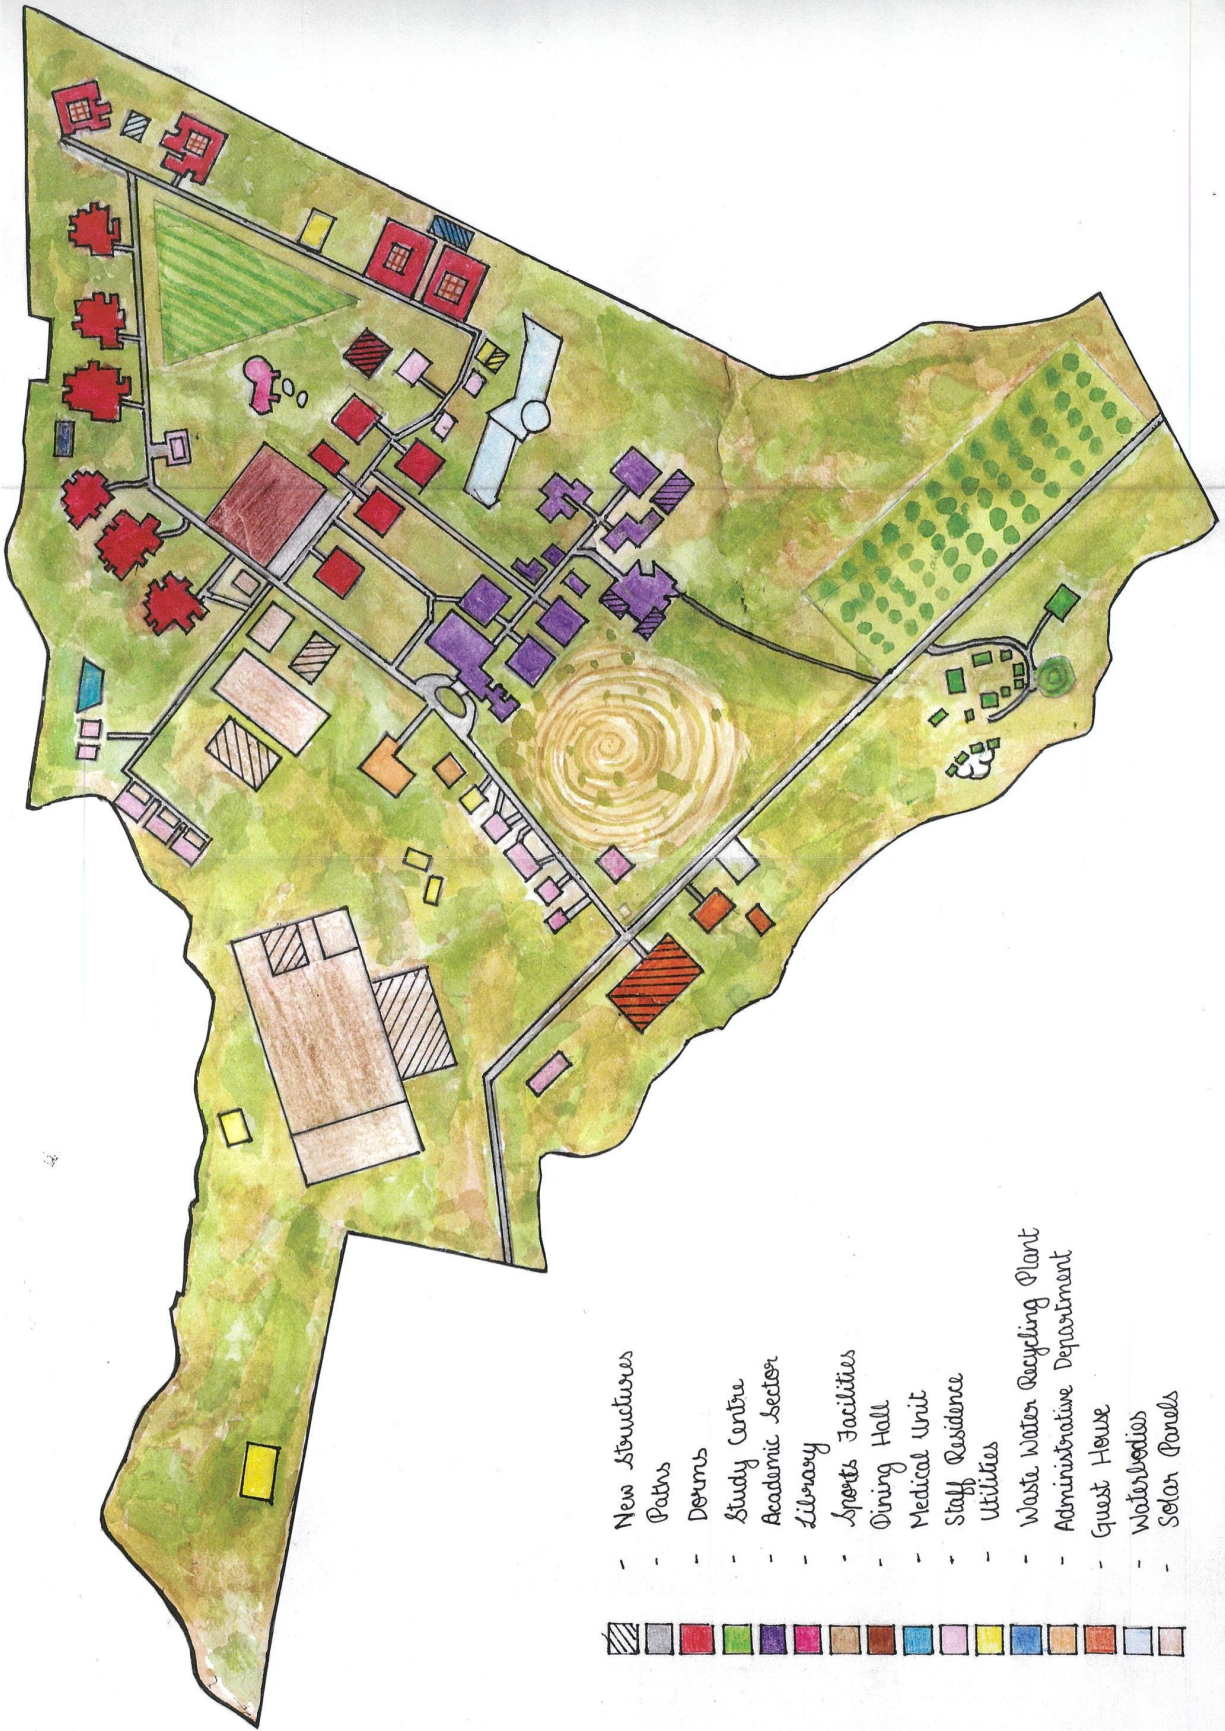 - New Structures
- Paths
- Dorms
- Study Centre
- Academic Sector
- Library
- Sports Facilities
- Dining Hall
- Medical Unit
- Staff Residence
- Utilities
- Waste Water Recycling Plant
- Administrative Department
- Guest House
- Waterbodies
- Solar Panels